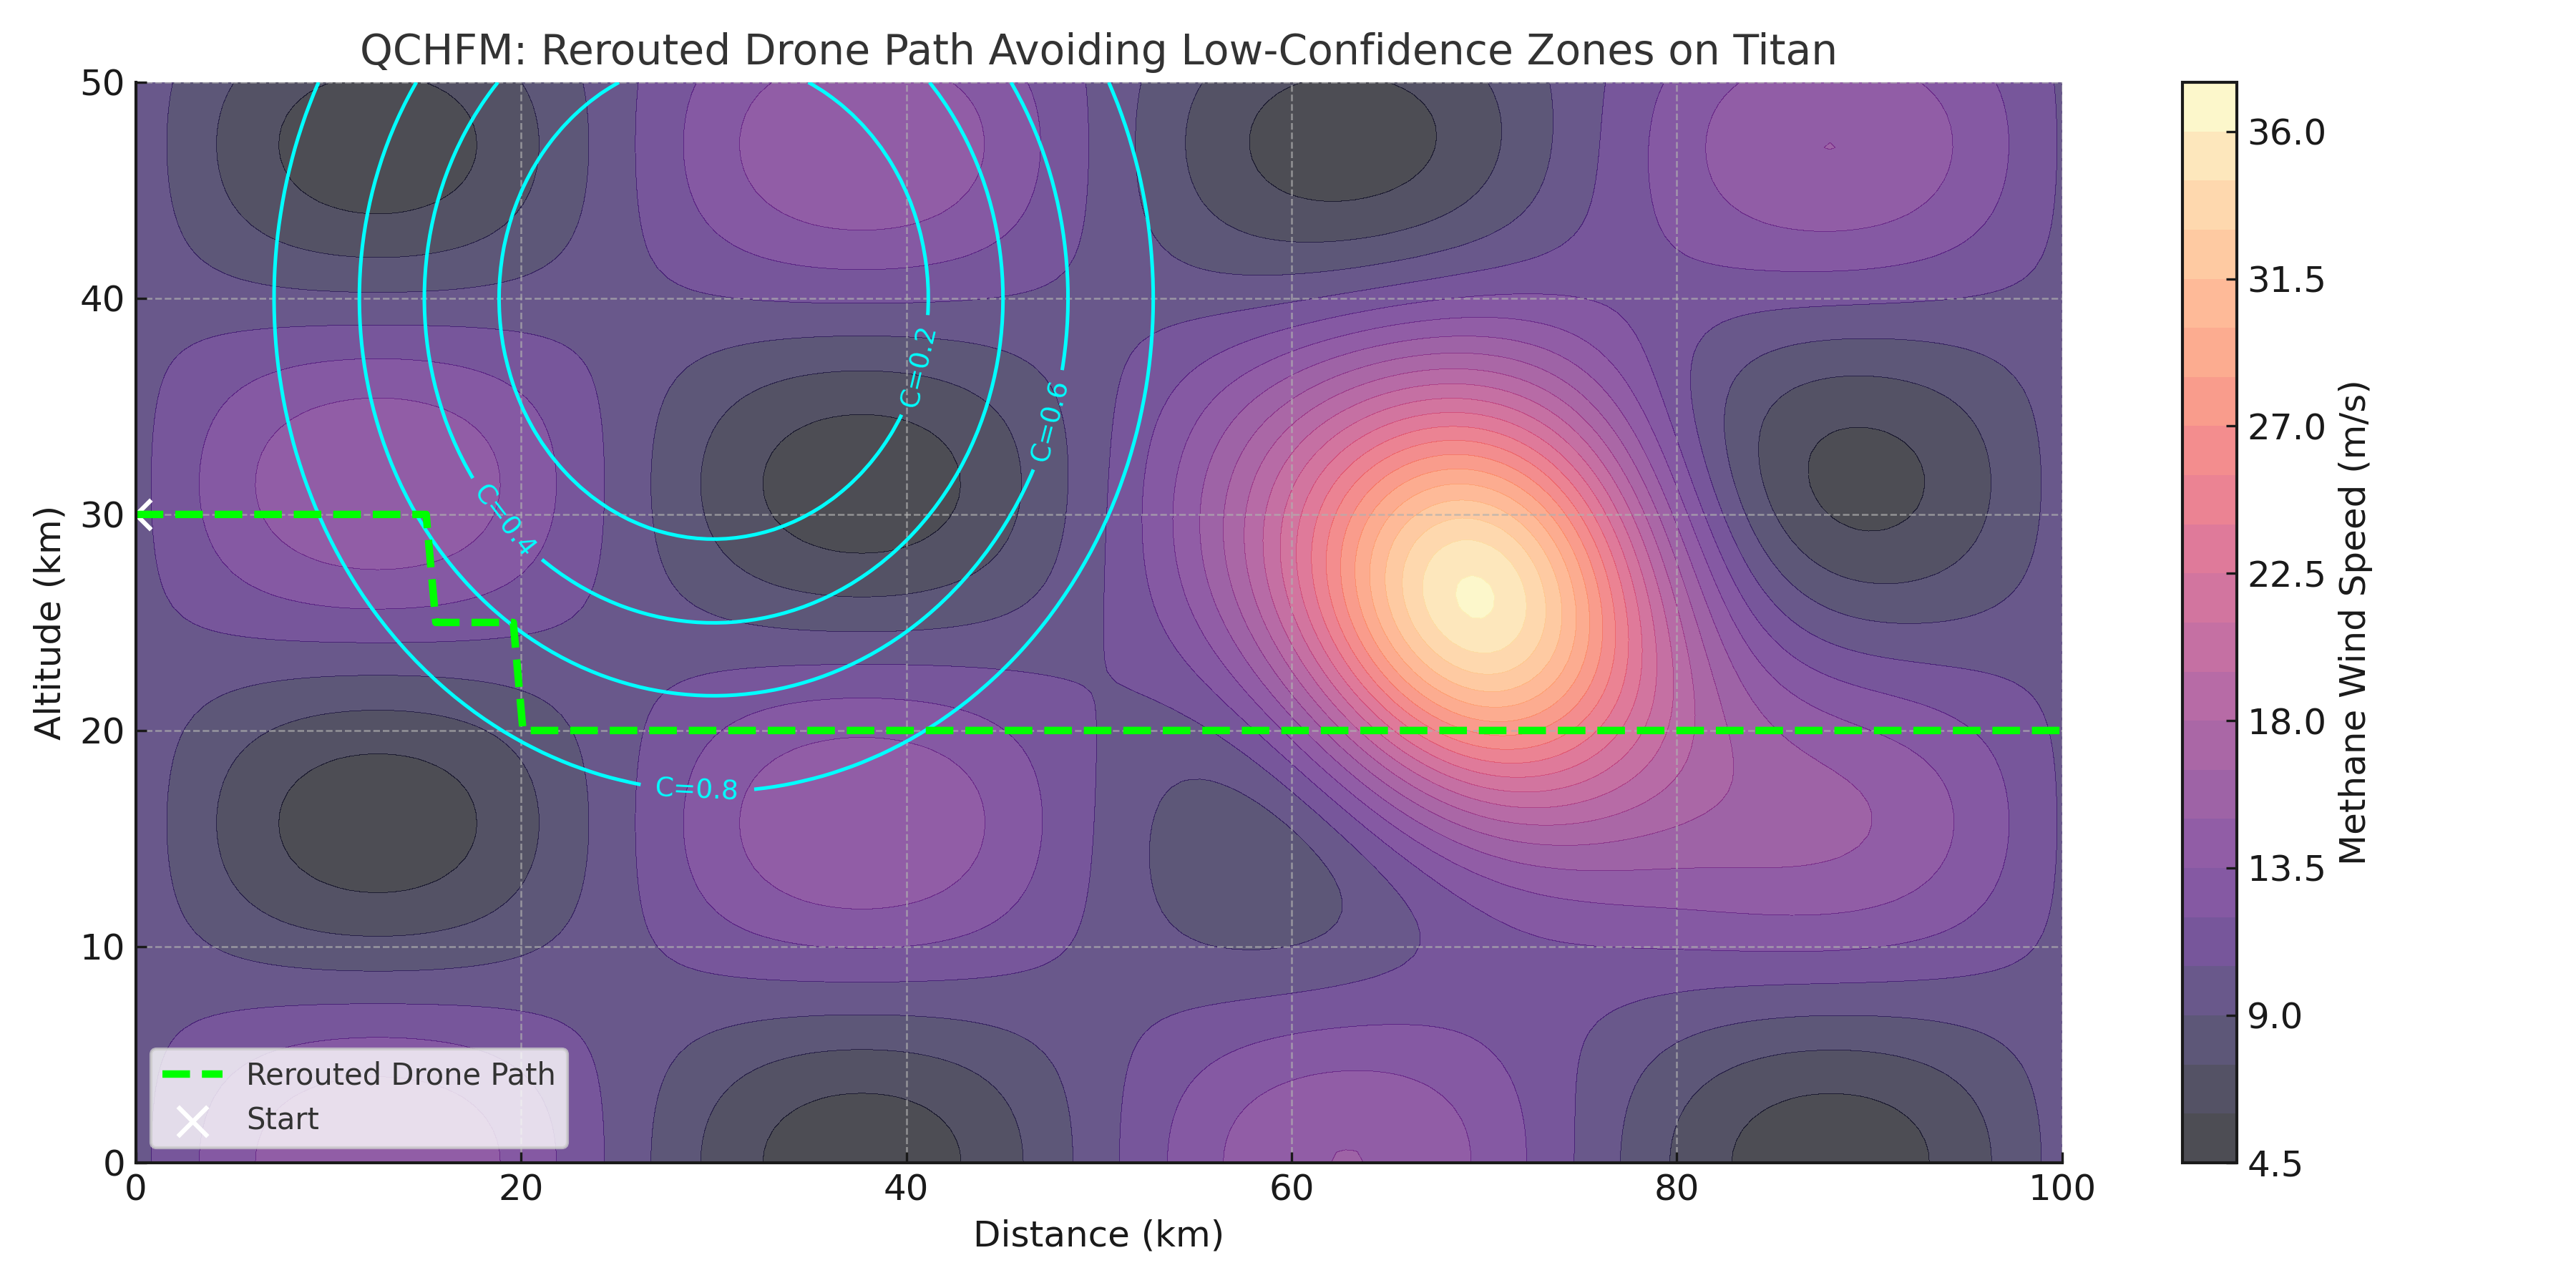 QCHFM: Rerouted Drone Path Avoiding Low-Confidence Zones on Titan
50
40
30
20
10
0
Altitude (km)
C=0.2
C=0.6
C=0.4
C=0.8
Rerouted Drone Path
Start
0 20 40 60 80 100
Distance (km)
36.0
31.5
27.0
22.5
18.0
13.5
9.0
4.5
Methane Wind Speed (m/s)